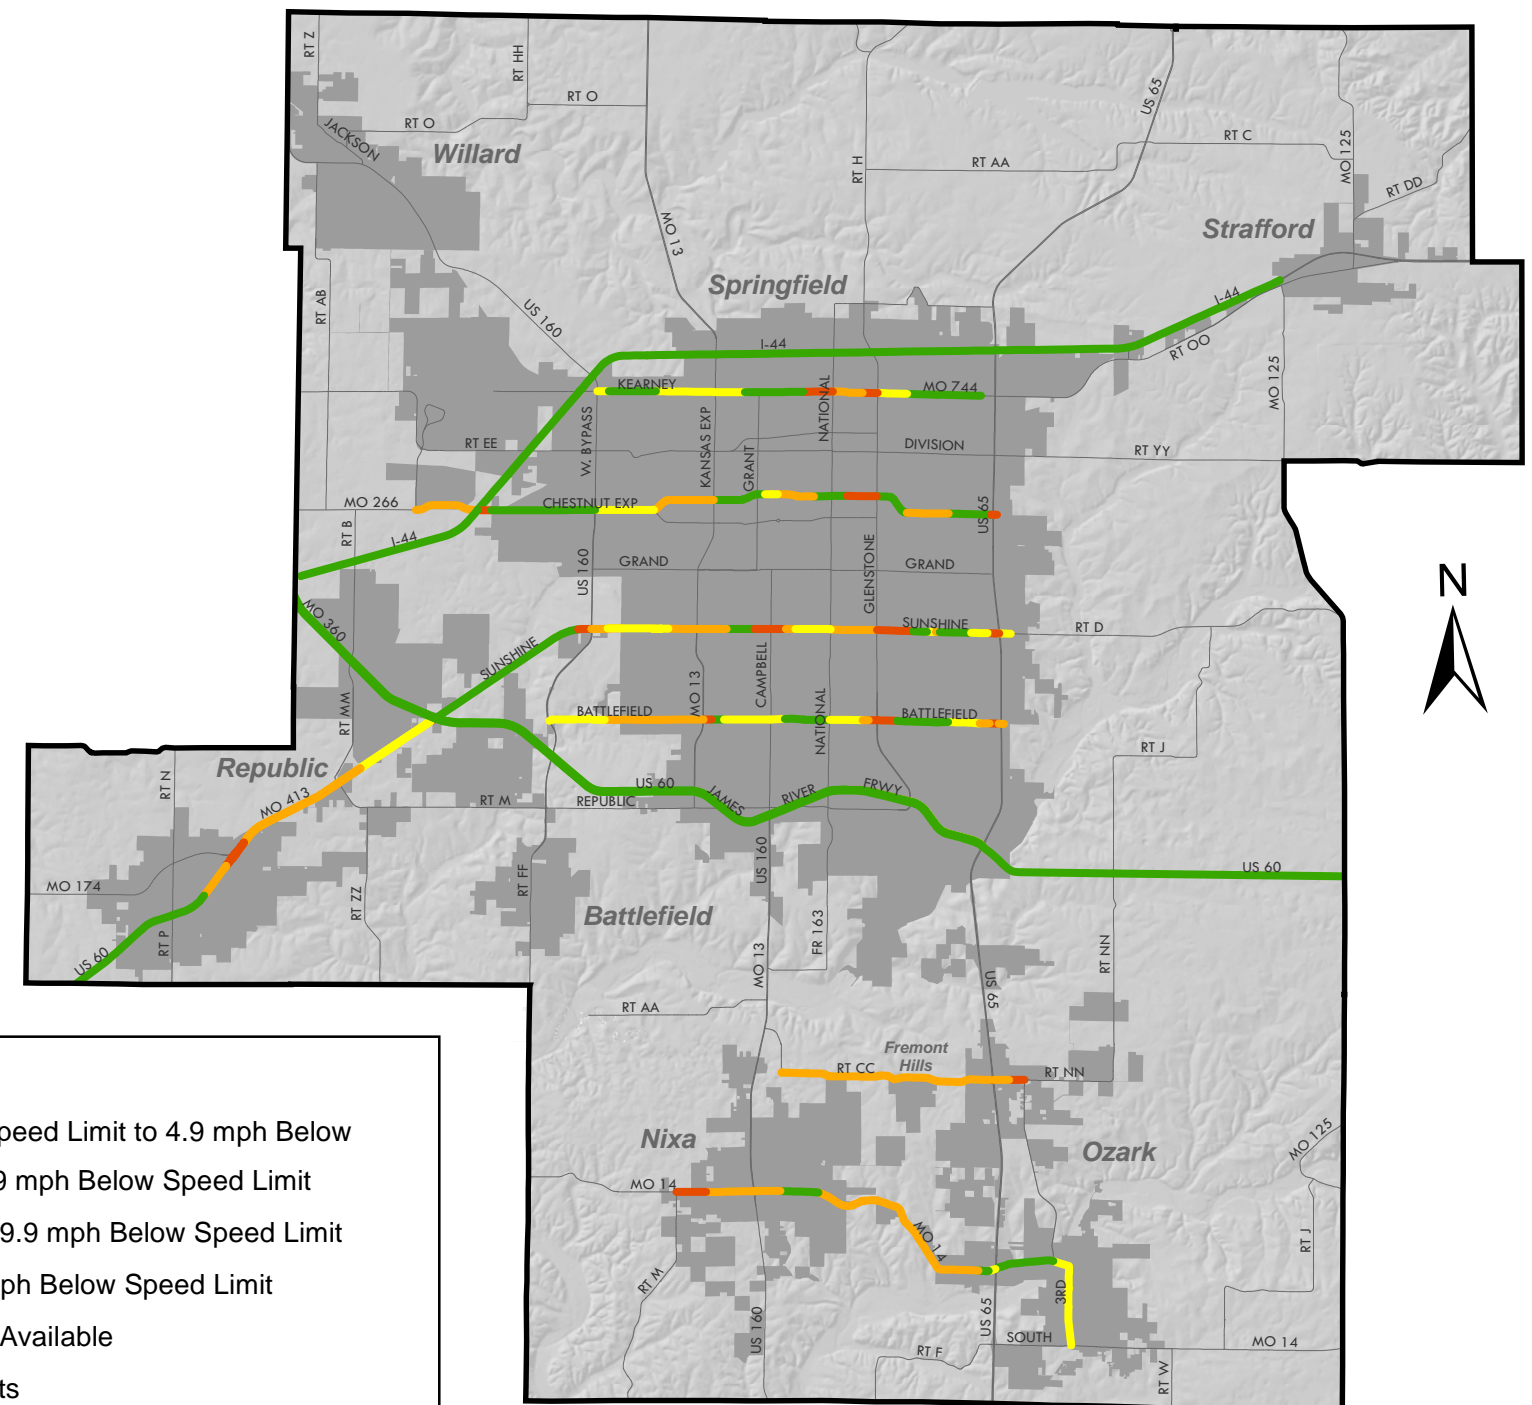 RT Z
RT HH
RT O
RT O
JACKSON
Willard
US 65
RT C
MO 125
RT H
RT AA
RT DD
MO 13
Strafford
Springfield
RT AB
US 160
I-44
I-44
RT OO
MO 125
KEARNEY
NATIONAL
MO 744
W. BYPASS
KANSAS EXP
GRANT
RT EE
DIVISION
RT YY
MO 266
CHESTNUT EXP
US 65
RT B
I-44
US 160
GRAND
GLENSTONE
GRAND
MO 360
SUNSHINE
SUNSHINE
RT D
N
RT MM
MO 13
CAMPBELL
NATIONAL
BATTLEFIELD
BATTLEFIELD
RT J
Republic
RT N
MO 413
RT M
US 60
REPUBLIC
JAMES
RIVER
FRWY
US 160
US 60
MO 174
RT ZZ
RT FF
Battlefield
FR 163
RT P
US 60
MO 13
US 65
RT NN
RT AA
Fremont
Hills
RT CC
RT NN
Nixa
Ozark
MO 125
MO 14
MO 14
RT M
US 160
US 65
3RD
RT J
SOUTH
RT F
RT W
MO 14
peed Limit to 4.9 mph Below
9 mph Below Speed Limit
9.9 mph Below Speed Limit
ph Below Speed Limit
Available
ts